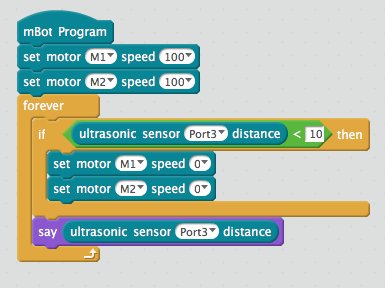 mBot Program
set motor M1 speed 100
set motor M2 speed 100
forever
if ultrasonic sensor Port3 distance < 10 then
set motor M1 speed 0
set motor M2 speed 0
say ultrasonic sensor Port3 distance